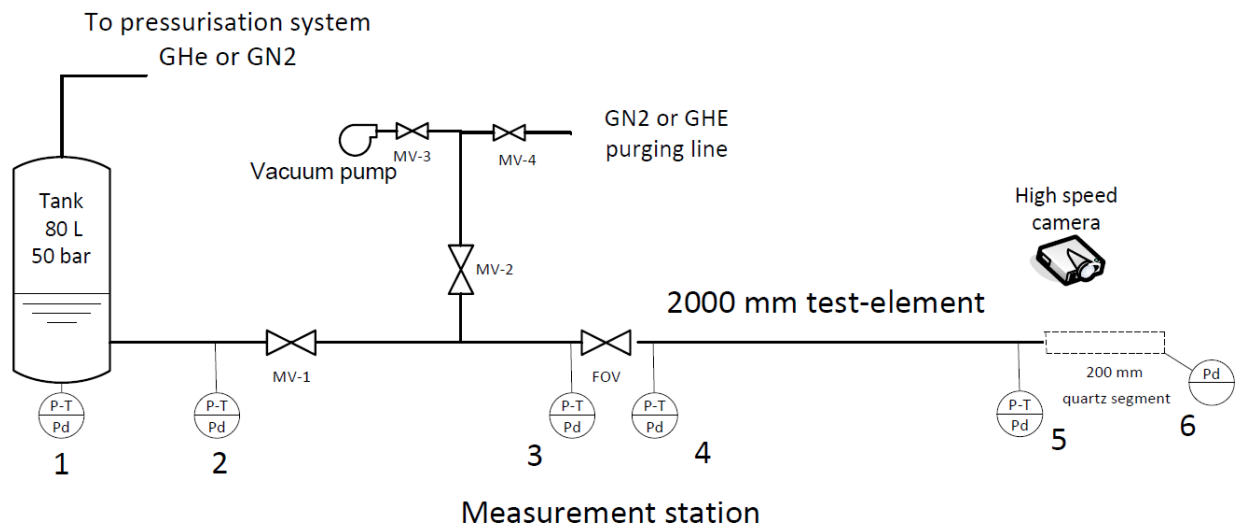 To pressurisation system
GHe or GN2
GN2 or GHE
purging line
MV-3
MV-4
Vacuum pump
Tank
80 L
50 bar
High speed
camera
MV-2
2000 mm test-element
MV-1
FOV
200 mm
quartz segment
P-T
Pd
1
P-T
Pd
2
P-T
Pd
3
P-T
Pd
4
P-T
Pd
5
Pd
6
Measurement station